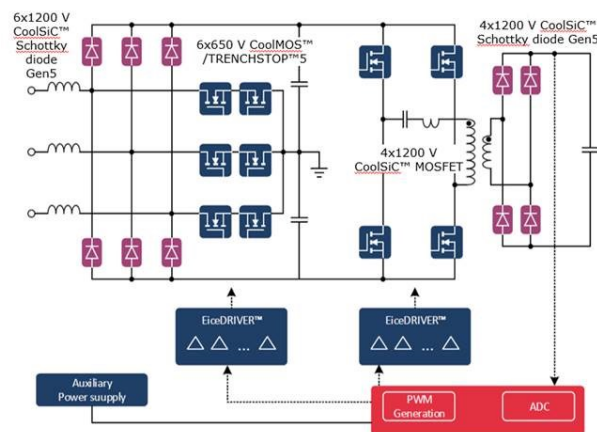 6x1200 V
CoolSiC™
Schottky
diode
Gen5
6x650 V CoolMOS™
/TRENCHSTOP™5
4x1200 V CoolSiC™
Schottky diode Gen5
4x1200 V
CoolSiC™ MOSFET
EiceDRIVER™
...
EiceDRIVER™
...
Auxiliary
Power suupply
PWM
Generation
ADC